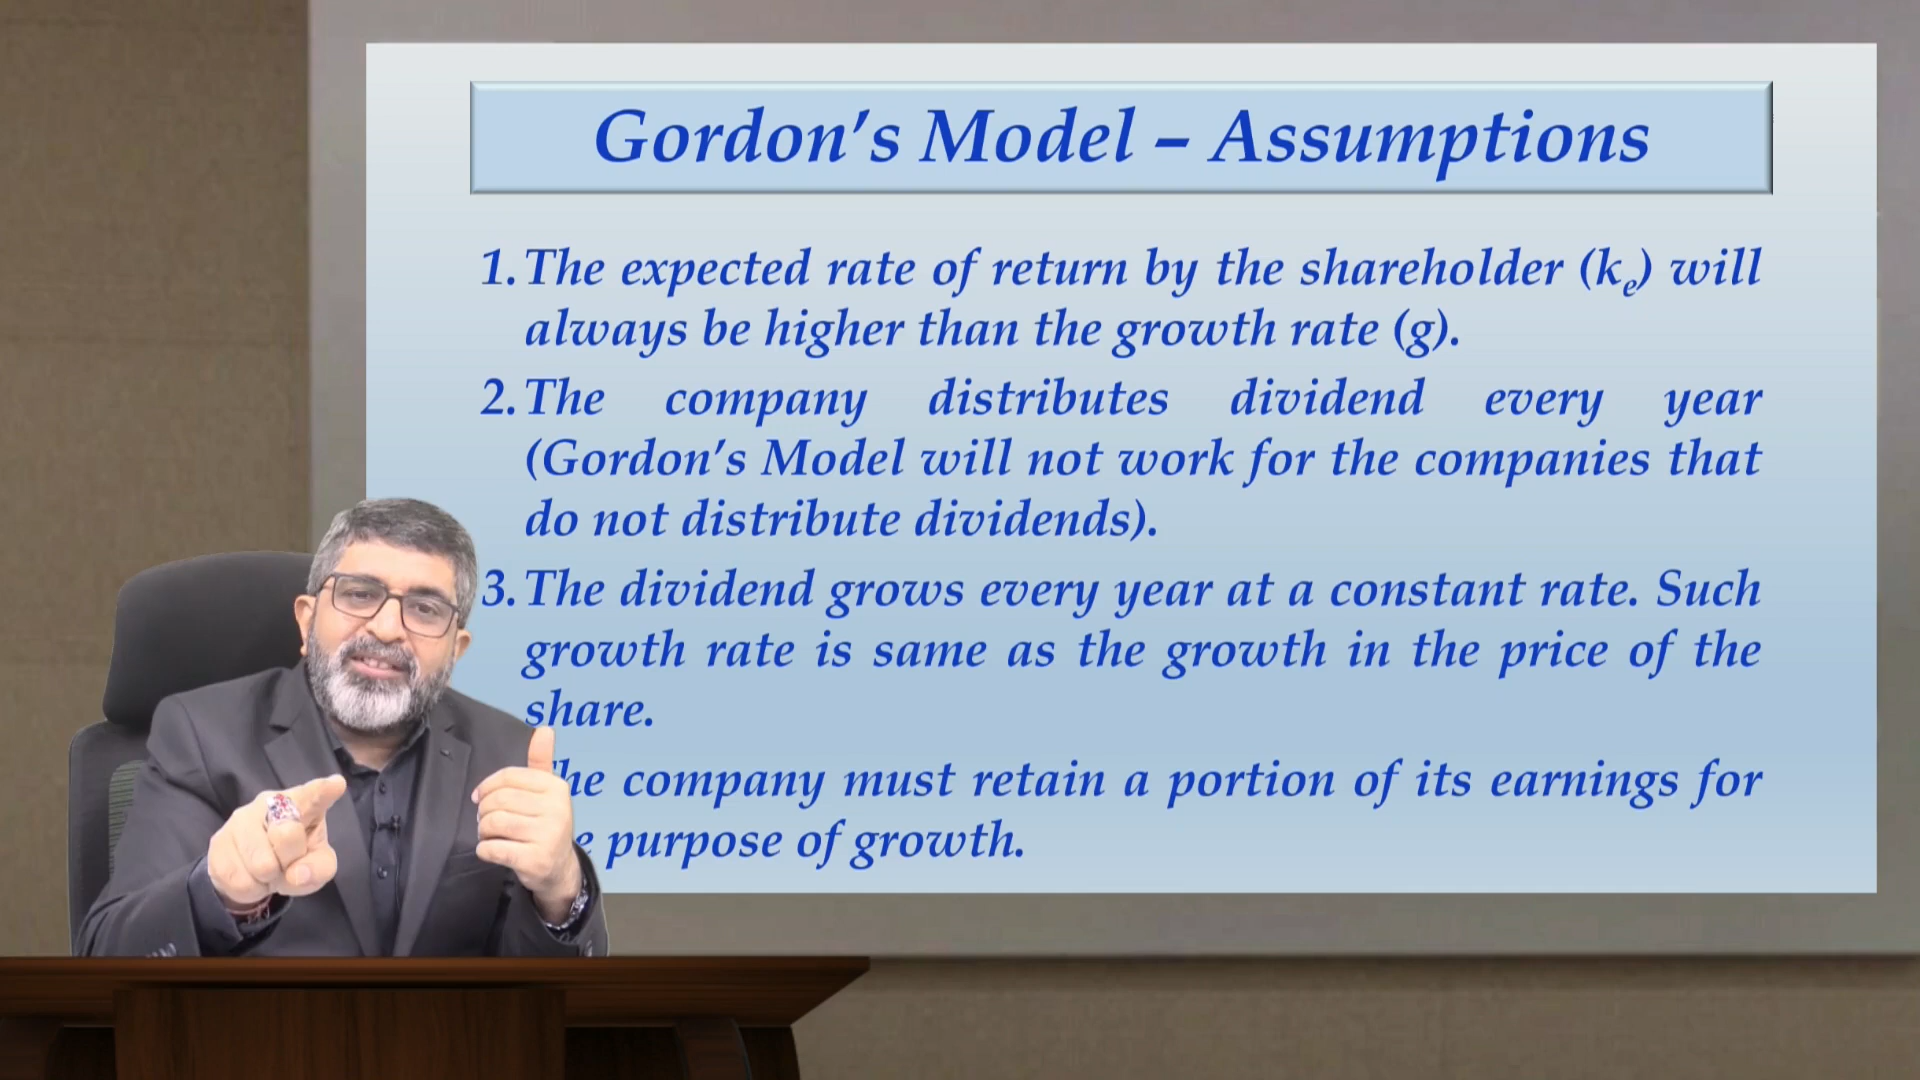 Gordon's Model – Assumptions
1. The expected rate of return by the shareholder (kₑ) will
always be higher than the growth rate (g).
2. The company distributes dividend every year
(Gordon's Model will not work for the companies that
do not distribute dividends).
3. The dividend grows every year at a constant rate. Such
growth rate is same as the growth in the price of the
share.
company must retain a portion of its earnings for
purpose of growth.